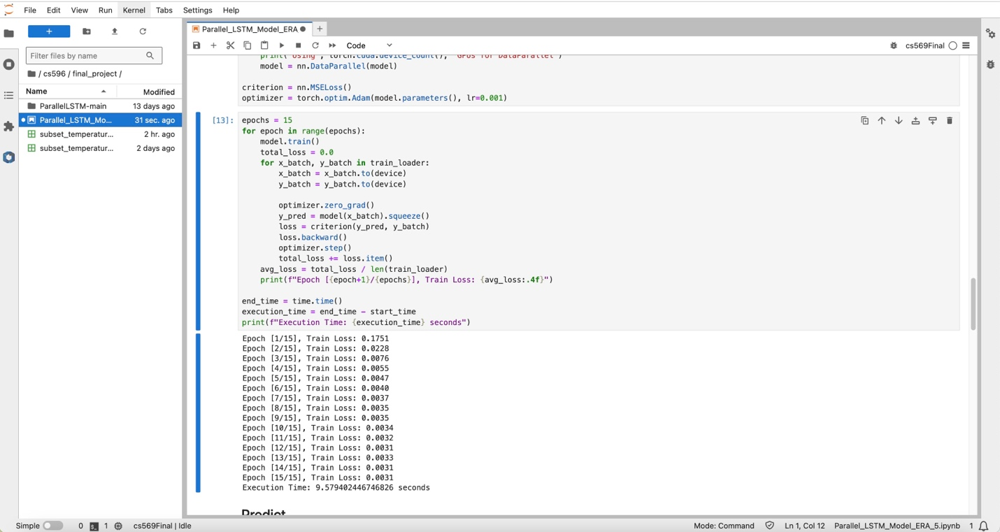 File Edit View Run Kernel Tabs Settings Help
+
Filter files by name
/ cs596 / final_project /
Name Modified
ParallelLSTM-main 13 days ago
Parallel_LSTM_Mo... 31 sec. ago
subset_temperatur... 2 hr. ago
subset_temperatur... 2 days ago
Parallel_LSTM_Model_ERA
Code
cs569Final
print("Using", torch.cuda.device_count(), "GPUs for DataParallel")
model = nn.DataParallel(model)
criterion = nn.MSELoss()
optimizer = torch.optim.Adam(model.parameters(), lr=0.001)
[13]:
epochs = 15
for epoch in range(epochs):
    model.train()
    total_loss = 0.0
    for x_batch, y_batch in train_loader:
        x_batch = x_batch.to(device)
        y_batch = y_batch.to(device)
        optimizer.zero_grad()
        y_pred = model(x_batch).squeeze()
        loss = criterion(y_pred, y_batch)
        loss.backward()
        optimizer.step()
        total_loss += loss.item()
    avg_loss = total_loss / len(train_loader)
    print(f"Epoch [{epoch+1}/{epochs}], Train Loss: {avg_loss:.4f}")
end_time = time.time()
execution_time = end_time - start_time
print(f"Execution Time: {execution_time} seconds")
Epoch [1/15], Train Loss: 0.1751
Epoch [2/15], Train Loss: 0.0228
Epoch [3/15], Train Loss: 0.0076
Epoch [4/15], Train Loss: 0.0055
Epoch [5/15], Train Loss: 0.0047
Epoch [6/15], Train Loss: 0.0040
Epoch [7/15], Train Loss: 0.0037
Epoch [8/15], Train Loss: 0.0035
Epoch [9/15], Train Loss: 0.0035
Epoch [10/15], Train Loss: 0.0034
Epoch [11/15], Train Loss: 0.0032
Epoch [12/15], Train Loss: 0.0031
Epoch [13/15], Train Loss: 0.0033
Epoch [14/15], Train Loss: 0.0031
Epoch [15/15], Train Loss: 0.0031
Execution Time: 9.579402446746826 seconds
Predict
Simple 0 1 cs569Final | Idle Mode: Command Ln 1, Col 12 Parallel_LSTM_Model_ERA_5.ipynb 1